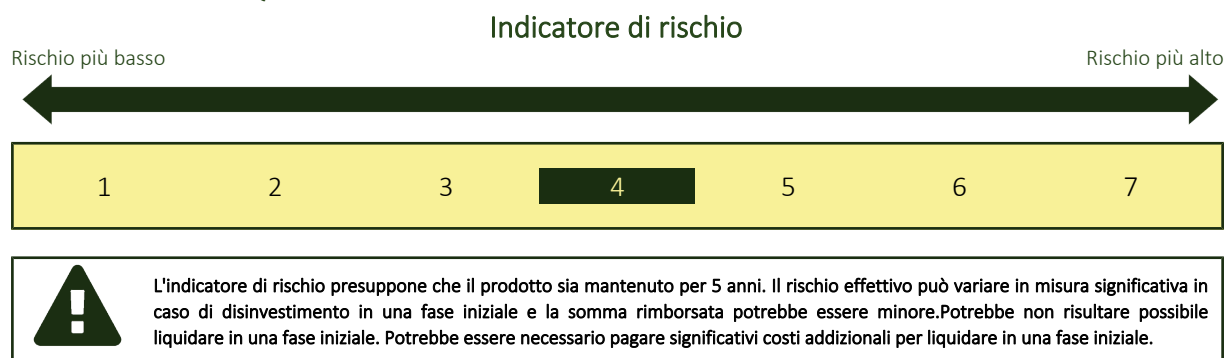 Indicatore di rischio
Rischio più basso
Rischio più alto
1 2 3 4 5 6 7
L'indicatore di rischio presuppone che il prodotto sia mantenuto per 5 anni. Il rischio effettivo può variare in misura significativa in
caso di disinvestimento in una fase iniziale e la somma rimborsata potrebbe essere minore.Potrebbe non risultare possibile
liquidare in una fase iniziale. Potrebbe essere necessario pagare significativi costi addizionali per liquidare in una fase iniziale.